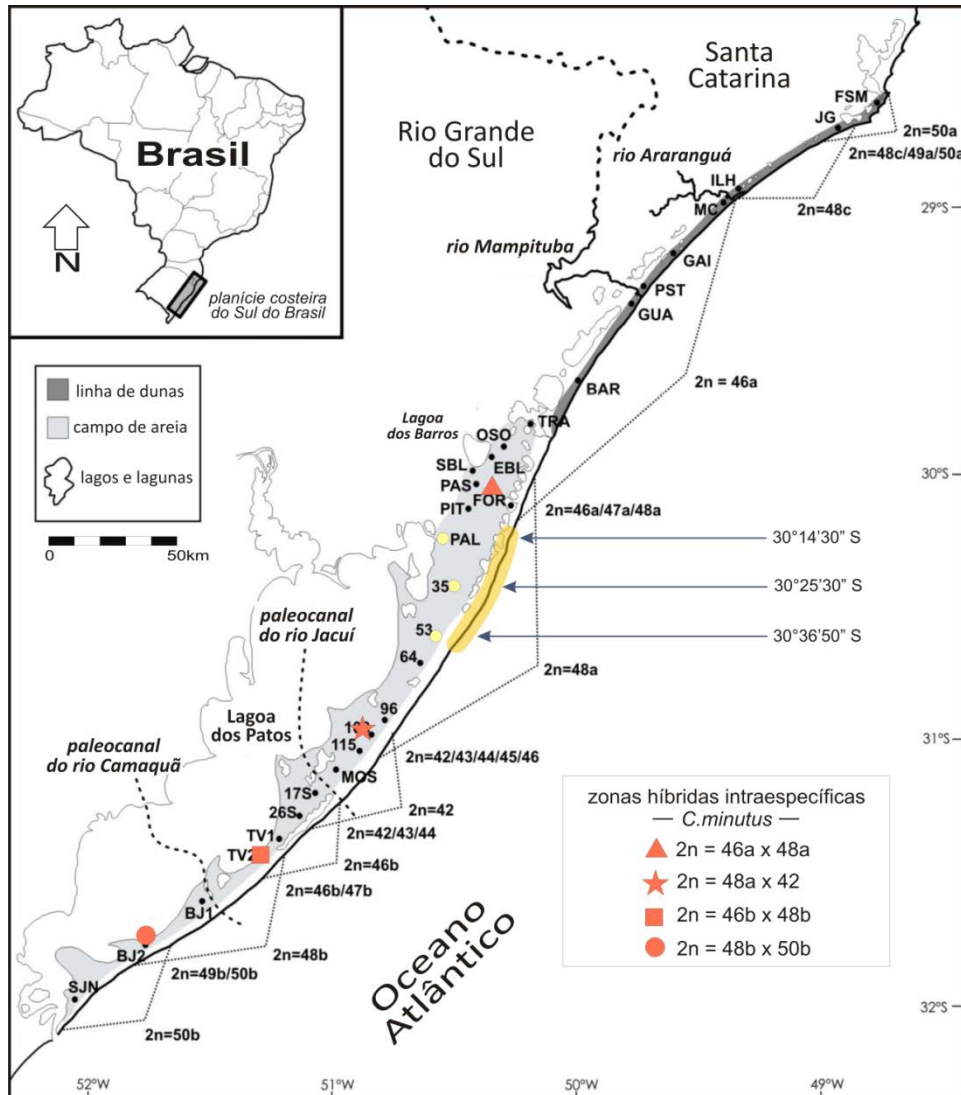 Brasil
N
planície costeira
do Sul do Brasil
linha de dunas
campo de areia
lagos e lagunas
0
50km
Santa
Catarina
Rio Grande
do Sul
rio Araranguá
rio Mampituba
FSM
JG
2n=50a
2n=48c/49a/50a
ILH
MC
2n=48c
29°S
GAI
PST
GUA
2n = 46a
BAR
Lagoa
dos Barros
TRA
OSO
SBL
EBL
PAS
FOR
PIT
30°S
2n=46a/47a/48a
PAL
30°14'30" S
35
30°25'30" S
53
30°36'50" S
64
2n=48a
paleocanal
do rio Jacuí
Lagoa
dos Patos
96
115
MOS
31°S
2n=42/43/44/45/46
paleocanal
do rio Camaquã
17S
26S
2n=42
TV1
2n=42/43/44
TV2
2n=46b
2n=46b/47b
BJ1
2n=48b
BJ2
2n=49b/50b
SJN
2n=50b
Oceano
Atlântico
zonas híbridas intraespecíficas
— C.minutus —
2n = 46a x 48a
2n = 48a x 42
2n = 46b x 48b
2n = 48b x 50b
32°S
52°W
51°W
50°W
49°W